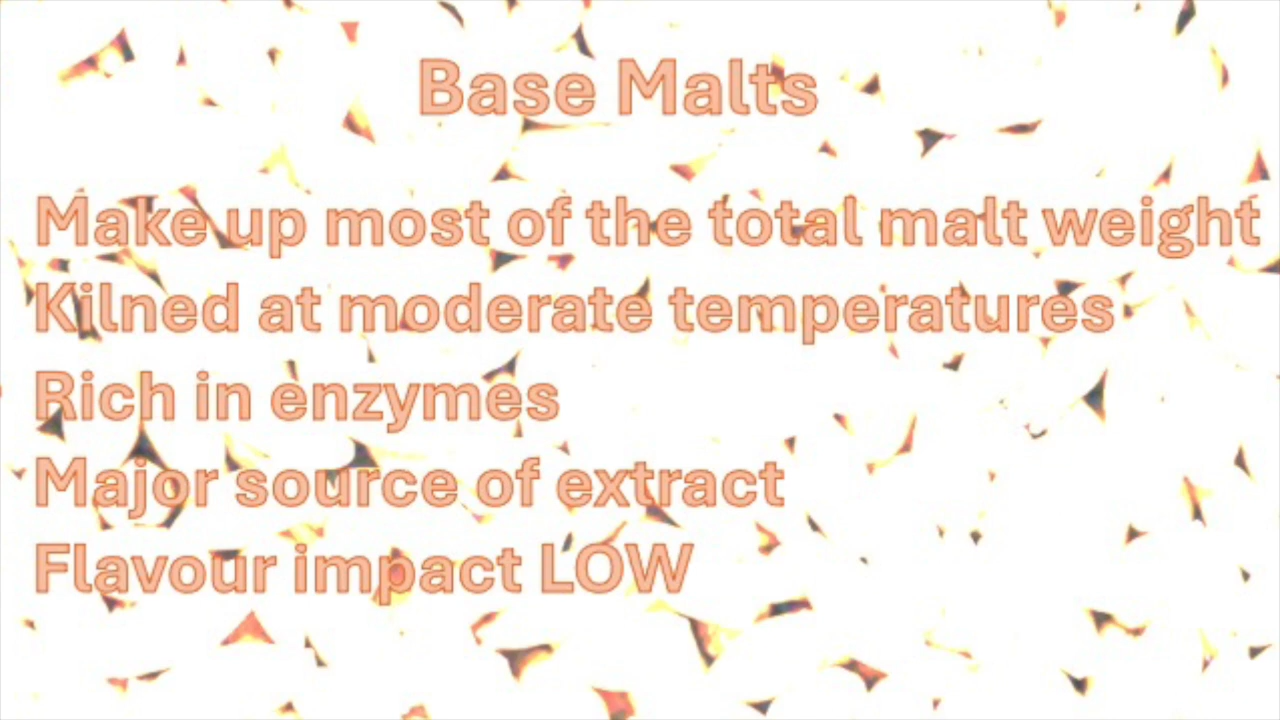 Base Malts
Make up most of the total malt weight
Kilned at moderate temperatures
Rich in enzymes
Major source of extract
Flavour impact LOW